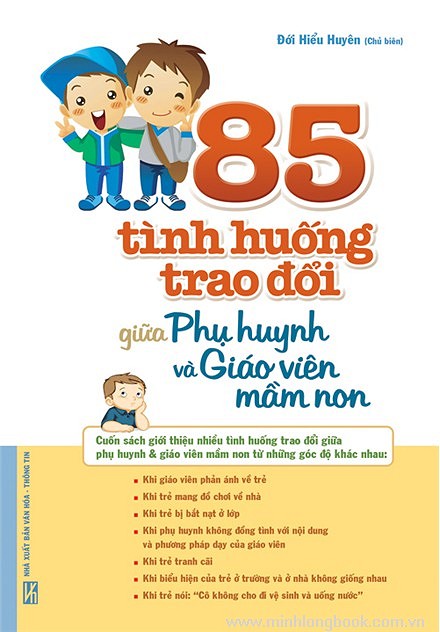 Đới Hiểu Huyên (Chủ biên)
85
tình huống
trao đổi
giữa Phụ huynh
và Giáo viên
mầm non
Cuốn sách giới thiệu nhiều tình huống trao đổi giữa
phụ huynh & giáo viên mầm non từ những góc độ khác nhau:
Khi giáo viên phản ánh về trẻ
Khi trẻ mang đồ chơi về nhà
Khi trẻ bị bắt nạt ở lớp
Khi phụ huynh không đồng tình với nội dung
và phương pháp dạy của giáo viên
Khi trẻ tranh cãi
Khi biểu hiện của trẻ ở trường và ở nhà không giống nhau
Khi trẻ nói: “Cô không cho đi vệ sinh và uống nước”
NHÀ XUẤT BẢN VĂN HÓA - THÔNG TIN
www.minhlongbook.com.vn